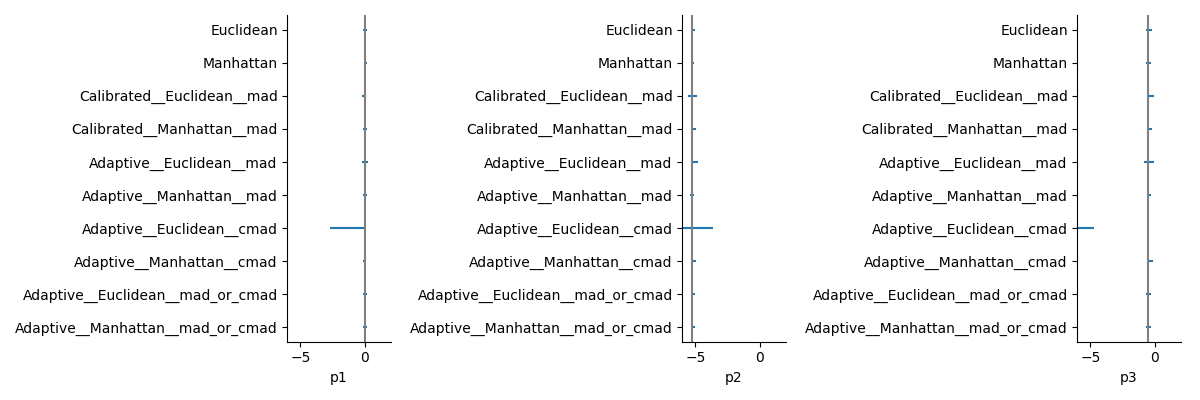 Euclidean
Manhattan
Calibrated__Euclidean__mad
Calibrated__Manhattan__mad
Adaptive__Euclidean__mad
Adaptive__Manhattan__mad
Adaptive__Euclidean__cmad
Adaptive__Manhattan__cmad
Adaptive__Euclidean__mad_or_cmad
Adaptive__Manhattan__mad_or_cmad
−5 0
p1
Euclidean
Manhattan
Calibrated__Euclidean__mad
Calibrated__Manhattan__mad
Adaptive__Euclidean__mad
Adaptive__Manhattan__mad
Adaptive__Euclidean__cmad
Adaptive__Manhattan__cmad
Adaptive__Euclidean__mad_or_cmad
Adaptive__Manhattan__mad_or_cmad
−5 0
p2
Euclidean
Manhattan
Calibrated__Euclidean__mad
Calibrated__Manhattan__mad
Adaptive__Euclidean__mad
Adaptive__Manhattan__mad
Adaptive__Euclidean__cmad
Adaptive__Manhattan__cmad
Adaptive__Euclidean__mad_or_cmad
Adaptive__Manhattan__mad_or_cmad
−5 0
p3